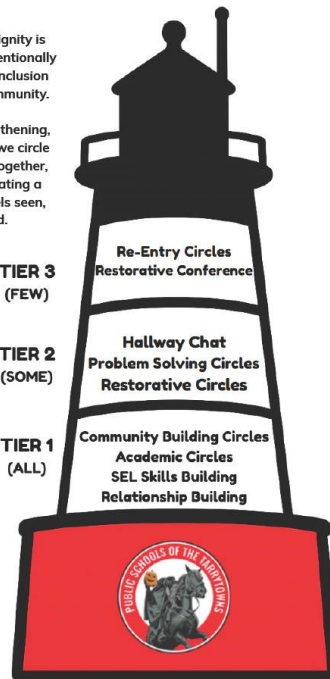 ignity is
entionally
nclusion
mmunity.
thening,
we circle
ogether,
ating a
ls seen,
d.
TIER 3
(FEW)
Re-Entry Circles
Restorative Conference
TIER 2
(SOME)
Hallway Chat
Problem Solving Circles
Restorative Circles
TIER 1
(ALL)
Community Building Circles
Academic Circles
SEL Skills Building
Relationship Building
PUBLIC SCHOOLS OF THE TARRYTOWNS